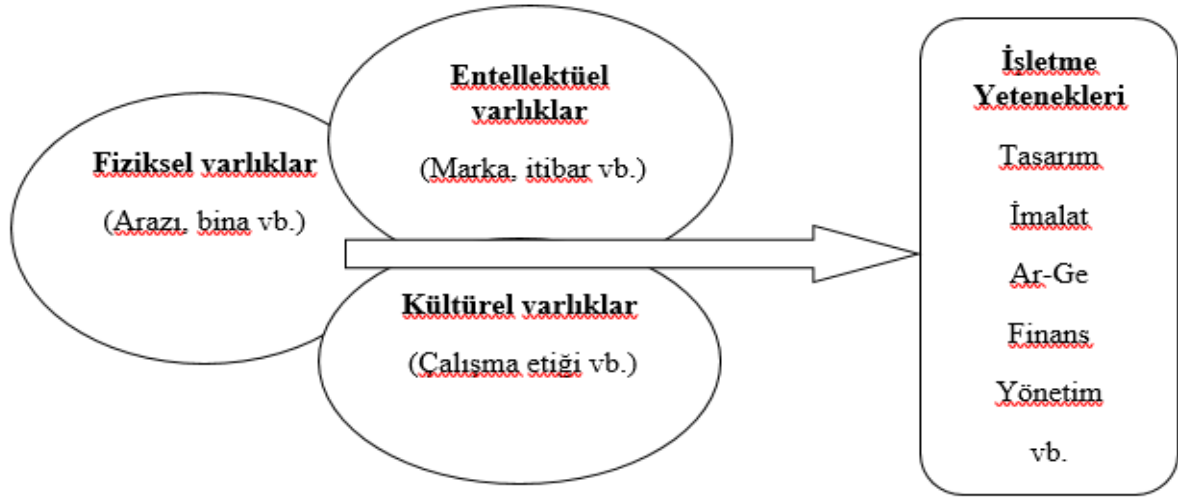 Fiziksel varlıklar
(Arazı, bina vb.)
Entellektüel
varlıklar
(Marka, itibar vb.)
Kültürel varlıklar
(Çalışma etiği vb.)
İşletme
Yetenekleri
Tasarım
İmalat
Ar-Ge
Finans
Yönetim
vb.